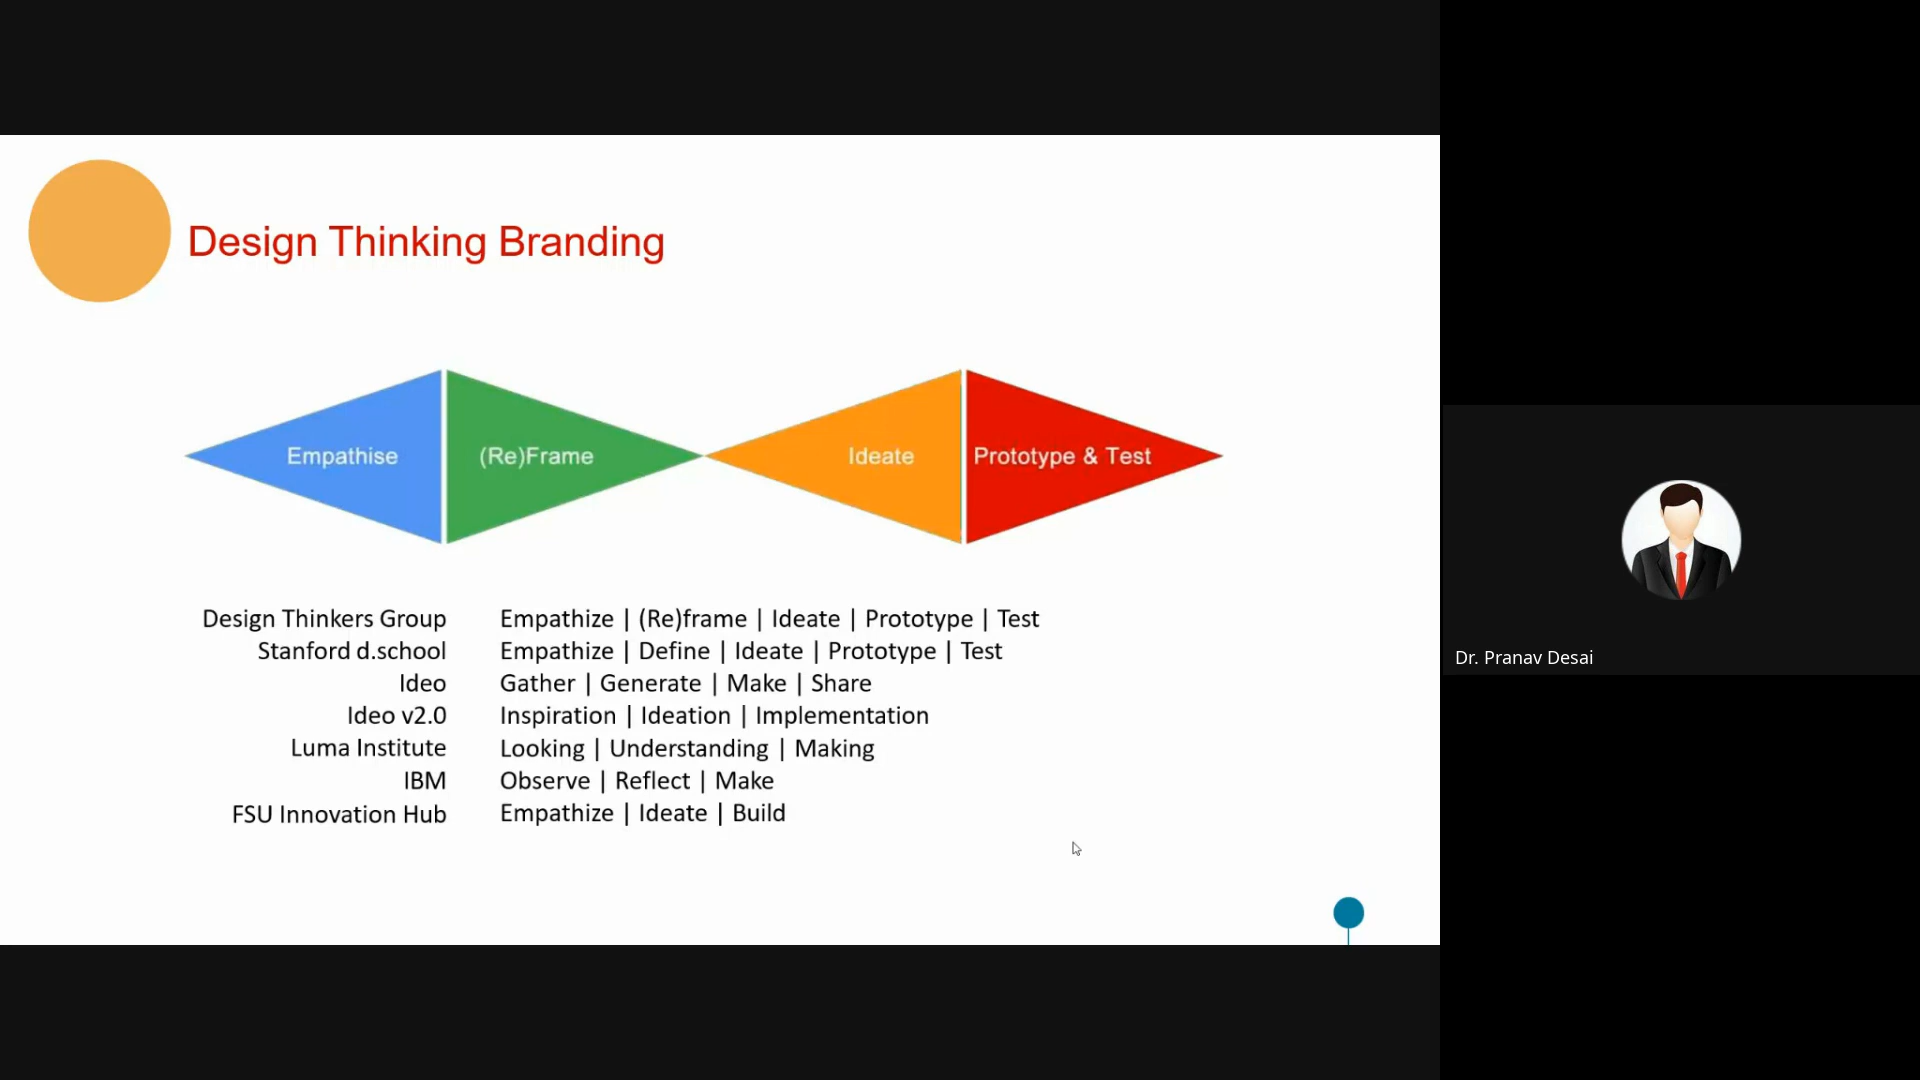 Design Thinking Branding
Empathise
(Re)Frame
Ideate
Prototype & Test
Design Thinkers Group Empathize | (Re)frame | Ideate | Prototype | Test
Stanford d.school Empathize | Define | Ideate | Prototype | Test
Ideo Gather | Generate | Make | Share
Ideo v2.0 Inspiration | Ideation | Implementation
Luma Institute Looking | Understanding | Making
IBM Observe | Reflect | Make
FSU Innovation Hub Empathize | Ideate | Build
Dr. Pranav Desai